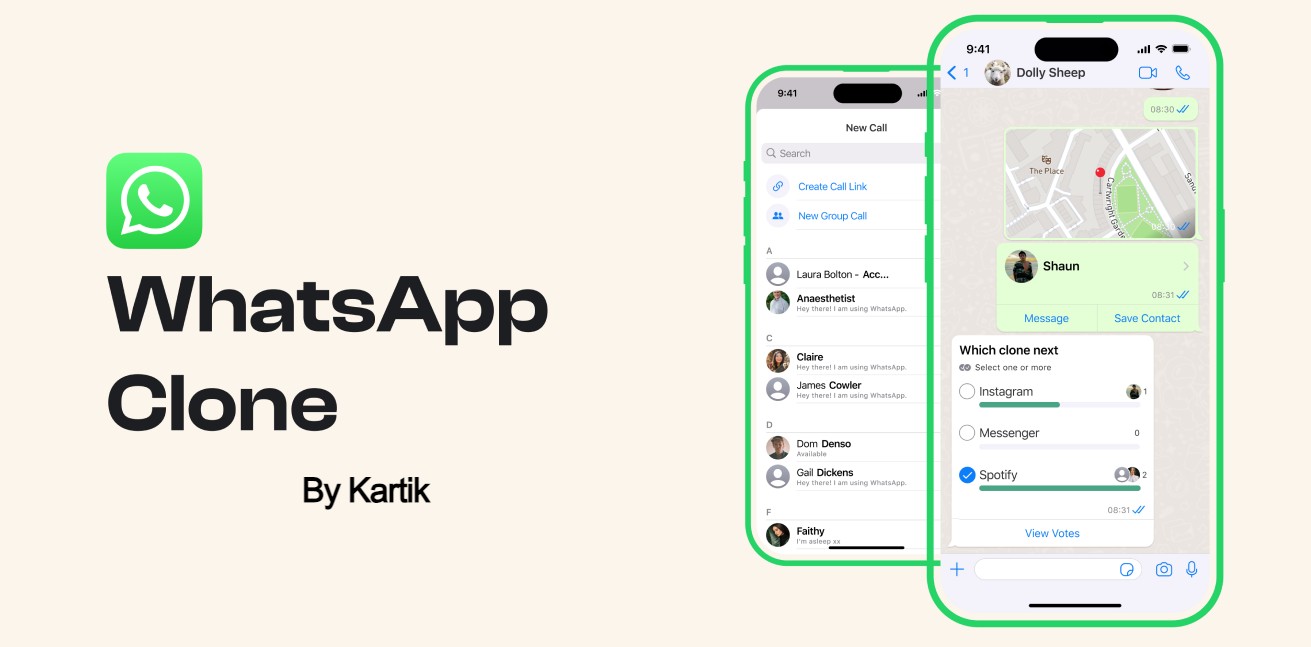 WhatsApp
Clone
By Kartik
9:41
New Call
Search
Create Call Link
New Group Call
A
Laura Bolton - Acc...
Anaesthetist
Hey there! I am using WhatsApp.
C
Claire
Hey there! I am using WhatsApp.
James Cowler
Hey there! I am using WhatsApp.
D
Dom Denso
Available
Gail Dickens
Hey there! I am using WhatsApp.
F
Faithy
I'm asleep xx
9:41
1
Dolly Sheep
08:30
The Place
Cartwright Garde
Sand
08:30
Shaun
08:31
Message
Save Contact
Which clone next
Select one or more
Instagram
1
Messenger
0
Spotify
2
08:31
View Votes